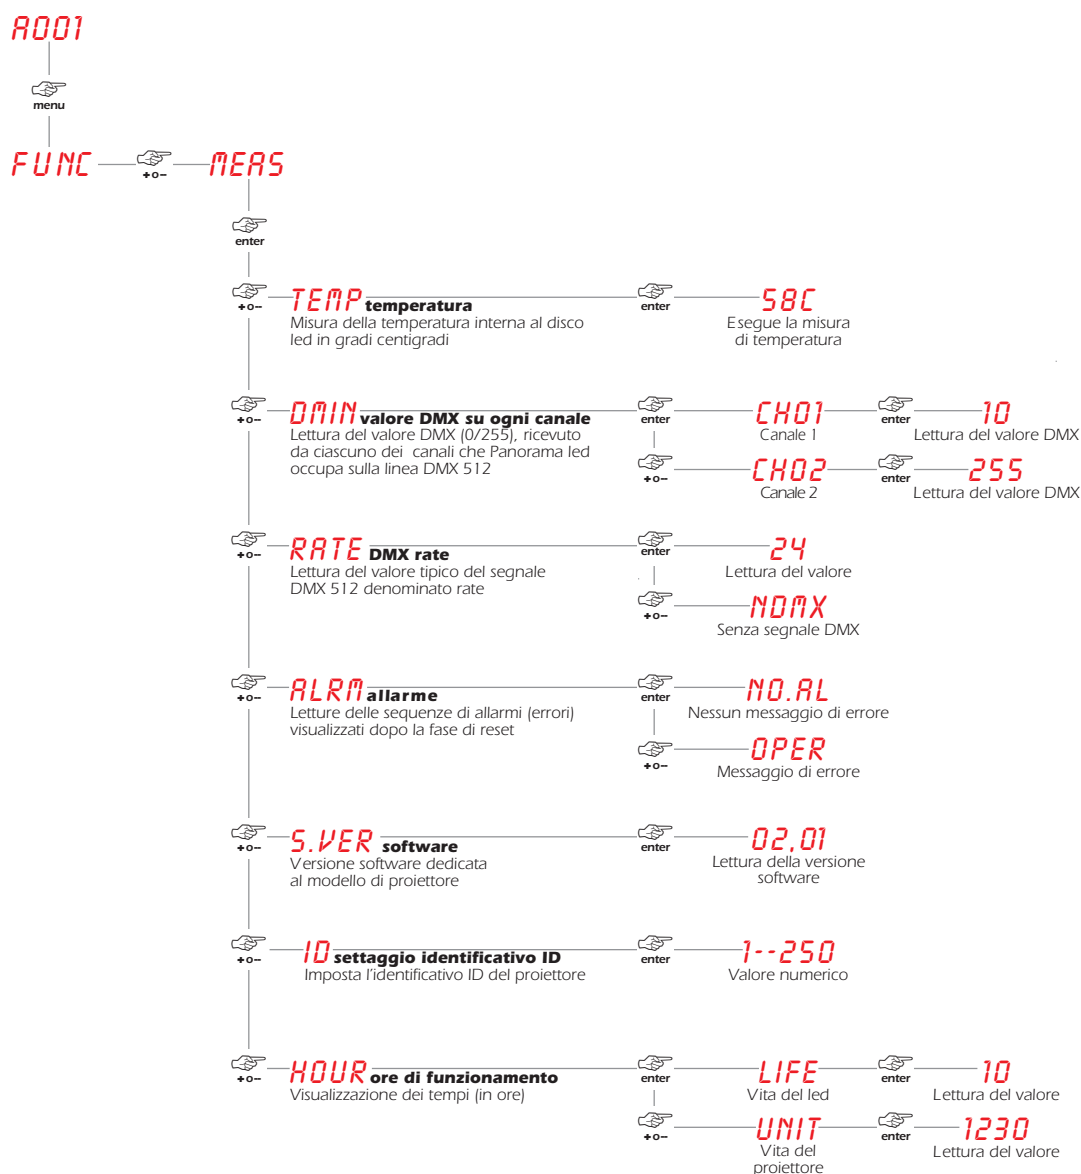 A001
menu
FUNC
+o–
MEAS
enter
+o–
TEMP temperatura
enter
58C
Misura della temperatura interna al disco
led in gradi centigradi
Esegue la misura
di temperatura
+o–
DMIN valore DMX su ogni canale
enter
CH01
enter
10
Lettura del valore DMX (0/255), ricevuto
da ciascuno dei canali che Panorama led
occupa sulla linea DMX 512
Canale 1
Lettura del valore DMX
+o–
CH02
enter
255
Canale 2
Lettura del valore DMX
+o–
RATE DMX rate
enter
24
Lettura del valore tipico del segnale
DMX 512 denominato rate
Lettura del valore
+o–
NDMX
Senza segnale DMX
+o–
ALRM allarme
enter
NO.AL
Letture delle sequenze di allarmi (errori)
visualizzati dopo la fase di reset
Nessun messaggio di errore
+o–
OPER
Messaggio di errore
+o–
S.VER software
enter
02,01
Versione software dedicata
al modello di proiettore
Lettura della versione
software
+o–
ID settaggio identificativo ID
enter
1--250
Imposta l'identificativo ID del proiettore
Valore numerico
+o–
HOUR ore di funzionamento
enter
LIFE
enter
10
Visualizzazione dei tempi (in ore)
Vita del led
Lettura del valore
+o–
UNIT
enter
1230
Vita del
proiettore
Lettura del valore